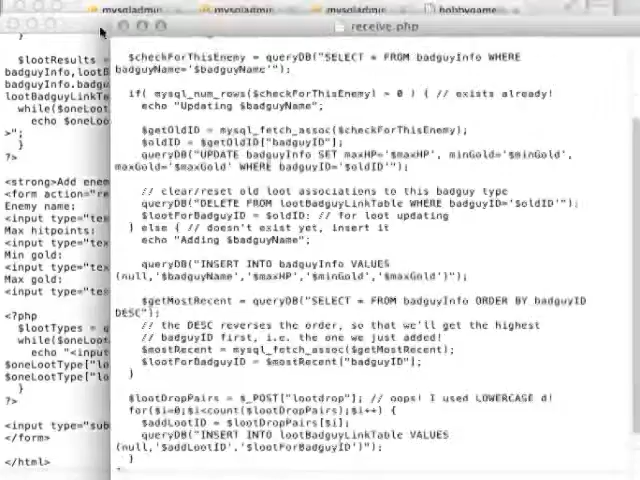 mysqladmin
mysqladmin
mysqladmin
hobbygame
receive.php
}
$lootResults =
badguyInfo,lootB
badguyInfo.badgu
lootBadguyLinkTe
while($oneLoot
echo $oneLoot
>";
}
?>
<strong>Add enem
<form action="re
Enemy name:
<input type="tex
Max hitpoints:
<input type="tex
Min gold:
<input type="tex
Max gold:
<input type="tex
<?php
$lootTypes = q
while($oneLoot
echo "<input
$oneLootType["lo
$oneLootType["lo
}
?>
<input type="sub
</form>
</html>
$checkForThisEnemy = queryDB("SELECT * FROM badguyInfo WHERE
badguyName='$badguyName'");
if( mysql_num_rows($checkForThisEnemy) > 0 ) { // exists already!
echo "Updating $badguyName";
$getOldID = mysql_fetch_assoc($checkForThisEnemy);
$oldID = $getOldID["badguyID"];
queryDB("UPDATE badguyInfo SET maxHP='$maxHP', minGold='$minGold',
maxGold='$maxGold' WHERE badguyID='$oldID'");
// clear/reset old loot associations to this badguy type
queryDB("DELETE FROM lootBadguyLinkTable WHERE badguyID='$oldID'");
$lootForBadguyID = $oldID; // for loot updating
} else { // doesn't exist yet, insert it
echo "Adding $badguyName";
queryDB("INSERT INTO badguyInfo VALUES
(null,'$badguyName','$maxHP','$minGold','$maxGold')");
$getMostRecent = queryDB("SELECT * FROM badguyInfo ORDER BY badguyID
DESC");
// the DESC reverses the order, so that we'll get the highest
// badguyID first, i.e. the one we just added!
$mostRecent = mysql_fetch_assoc($getMostRecent);
$lootForBadguyID = $mostRecent["badguyID"];
}
$lootDropPairs = $_POST["lootdrop"]; // oops! I used LOWERCASE d!
for($i=0;$i<count($lootDropPairs);$i++) {
$addLootID = $lootDropPairs[$i];
queryDB("INSERT INTO lootBadguyLinkTable VALUES
(null,'$addLootID','$lootForBadguyID')");
}